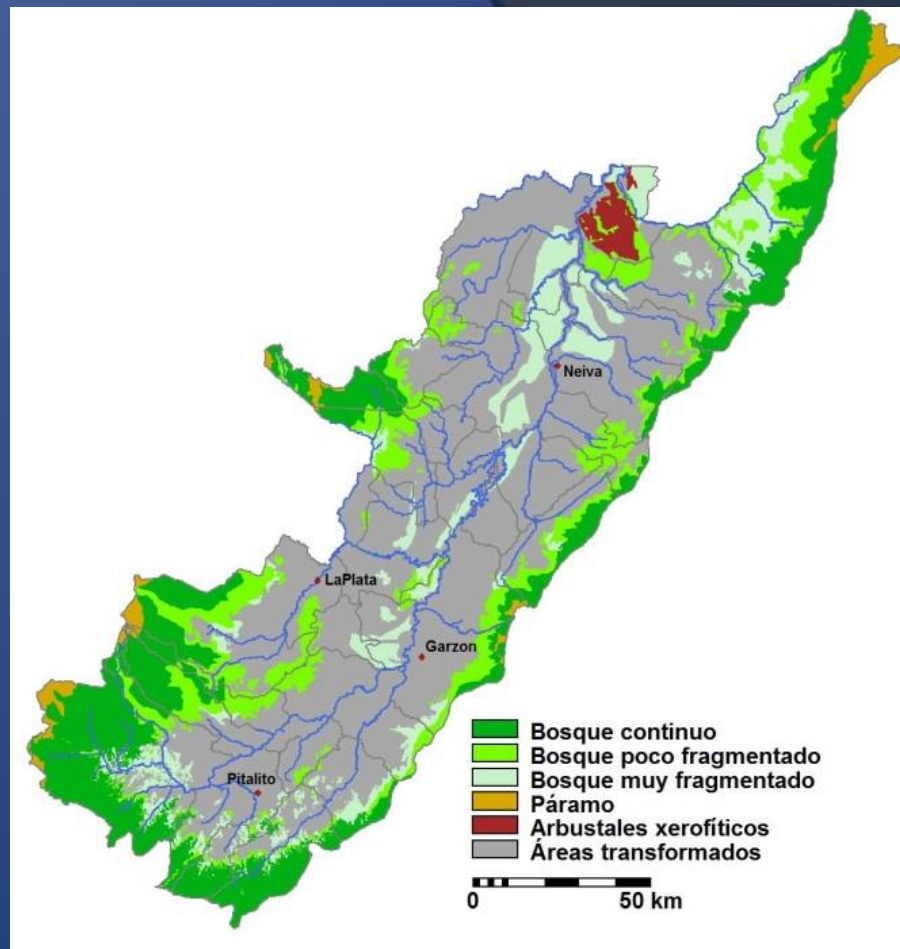 Neiva
LaPlata
Garzon
Pitalito
Bosque continuo
Bosque poco fragmentado
Bosque muy fragmentado
Páramo
Arbustales xerofíticos
Áreas transformados
0 50 km